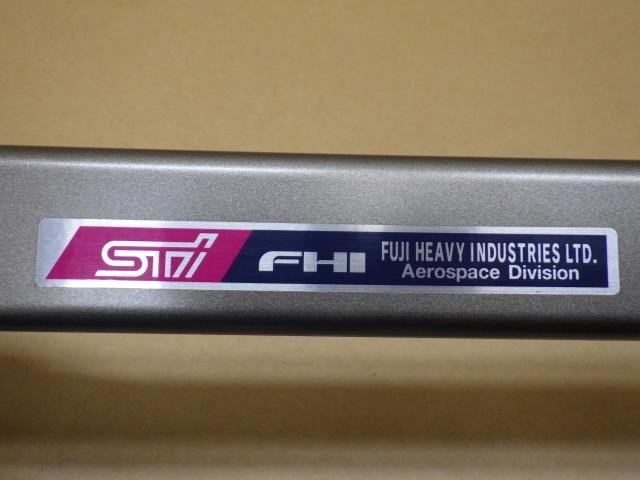 STi FHI FUJI HEAVY INDUSTRIES LTD.
Aerospace Division